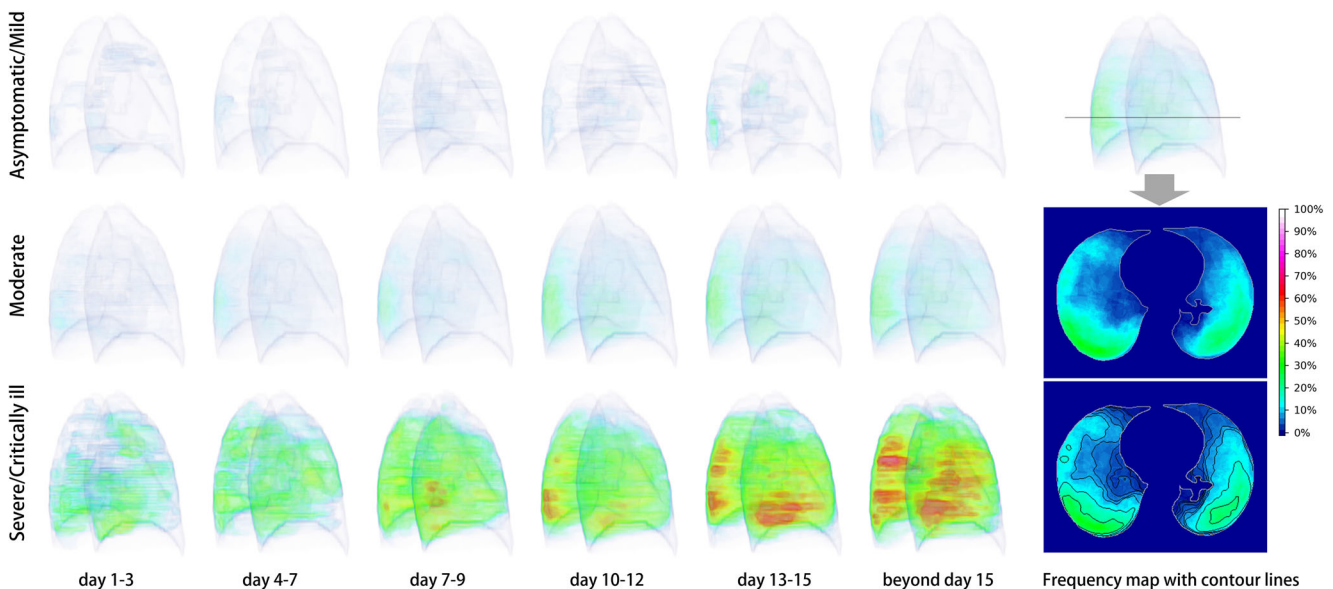 Asymptomatic/Mild
Moderate
Severe/Critically ill
100%
90%
80%
70%
60%
50%
40%
30%
20%
10%
0%
day 1-3
day 4-7
day 7-9
day 10-12
day 13-15
beyond day 15
Frequency map with contour lines